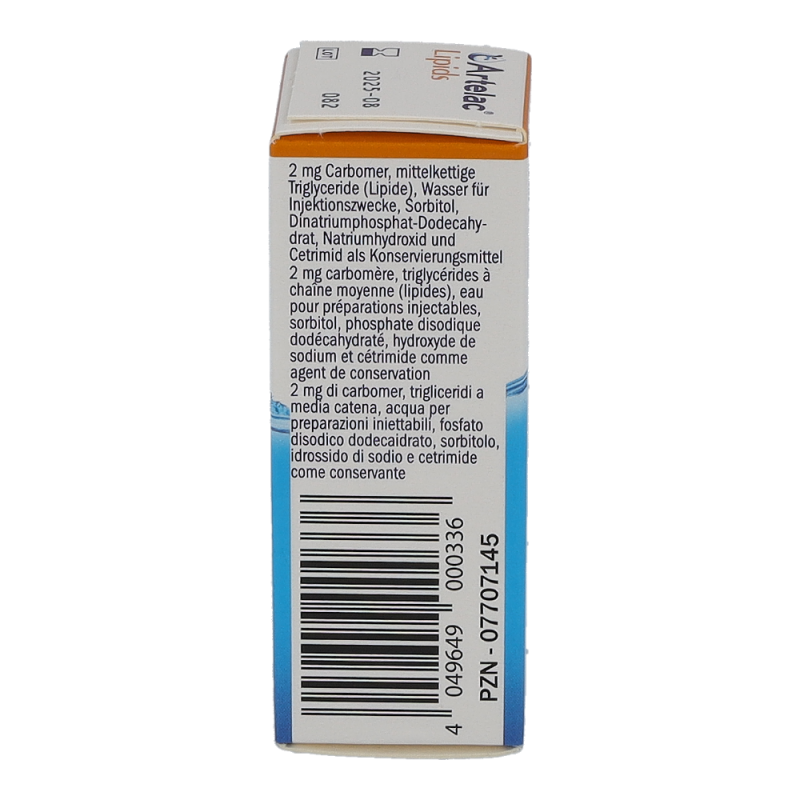 Artelac®
Lipids
2025-08
LOT 082
2 mg Carbomer, mittelkettige
Triglyceride (Lipide), Wasser für
Injektionszwecke, Sorbitol,
Dinatriumphosphat-Dodecahy-
drat, Natriumhydroxid und
Cetrimid als Konservierungsmittel
2 mg carbomère, triglycérides à
chaîne moyenne (lipides), eau
pour préparations injectables,
sorbitol, phosphate disodique
dodécahydraté, hydroxyde de
sodium et cétrimide comme
agent de conservation
2 mg di carbomer, trigliceridi a
media catena, acqua per
preparazioni iniettabili, fosfato
disodico dodecaidrato, sorbitolo,
idrossido di sodio e cetrimide
come conservante
4 049649 000336
PZN - 07707145